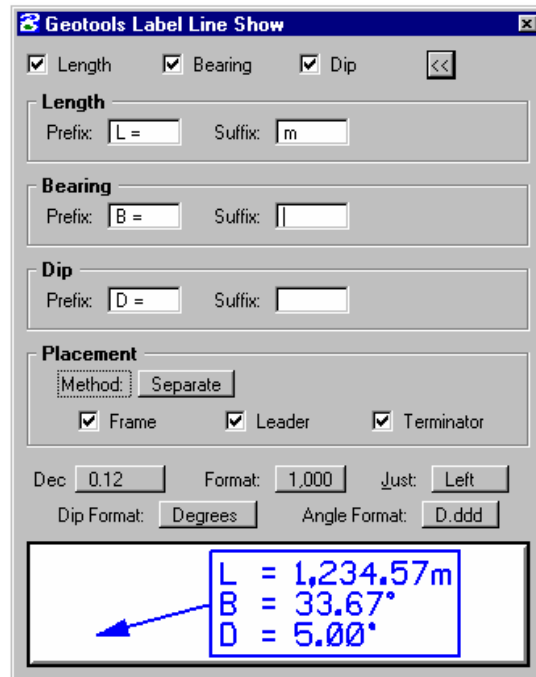 Geotools Label Line Show
Length Bearing Dip <<
Length
Prefix: L = Suffix: m
Bearing
Prefix: B = Suffix:
Dip
Prefix: D = Suffix:
Placement
Method: Separate
Frame Leader Terminator
Dec 0.12 Format: 1,000 Just: Left
Dip Format: Degrees Angle Format: D.ddd
L = 1,234.57m
B = 33.67°
D = 5.00°